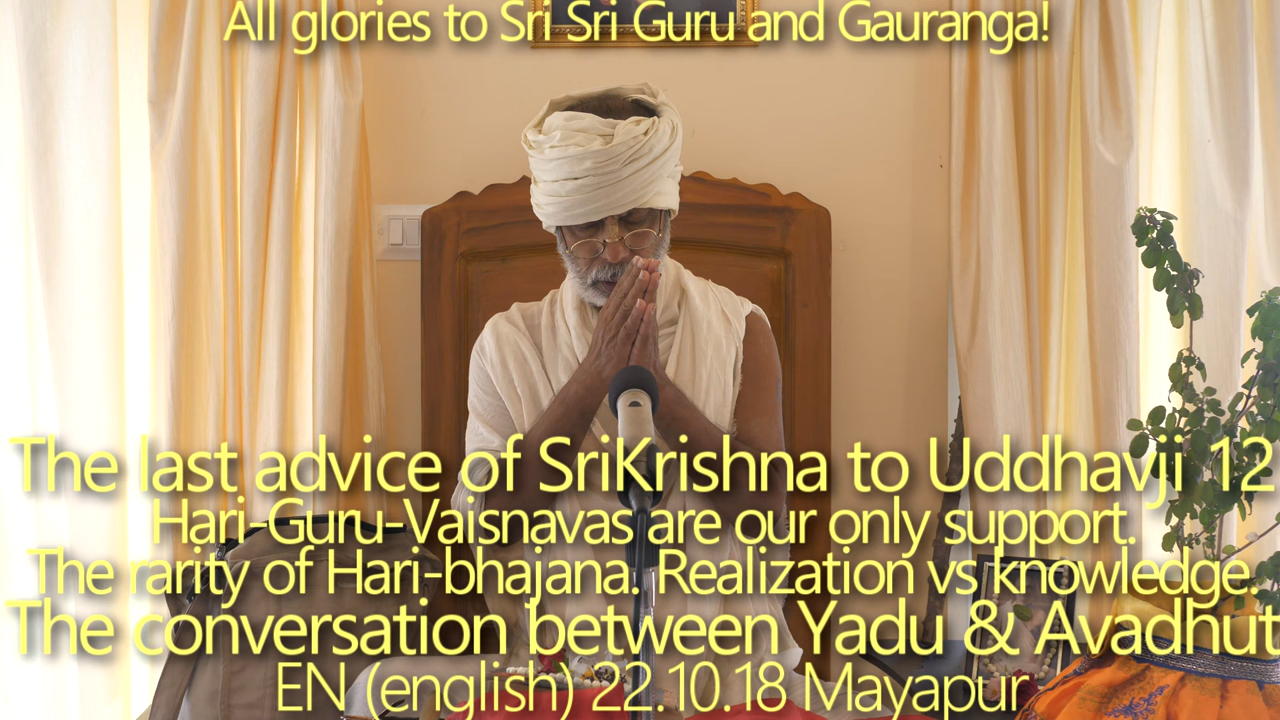 All glories to Sri Sri Guru and Gauranga!
The last advice of SriKrishna to Uddhavji 12
Hari-Guru-Vaisnavas are our only support.
The rarity of Hari-bhajana. Realization vs knowledge.
The conversation between Yadu & Avadhut
EN (english) 22.10.18 Mayapur